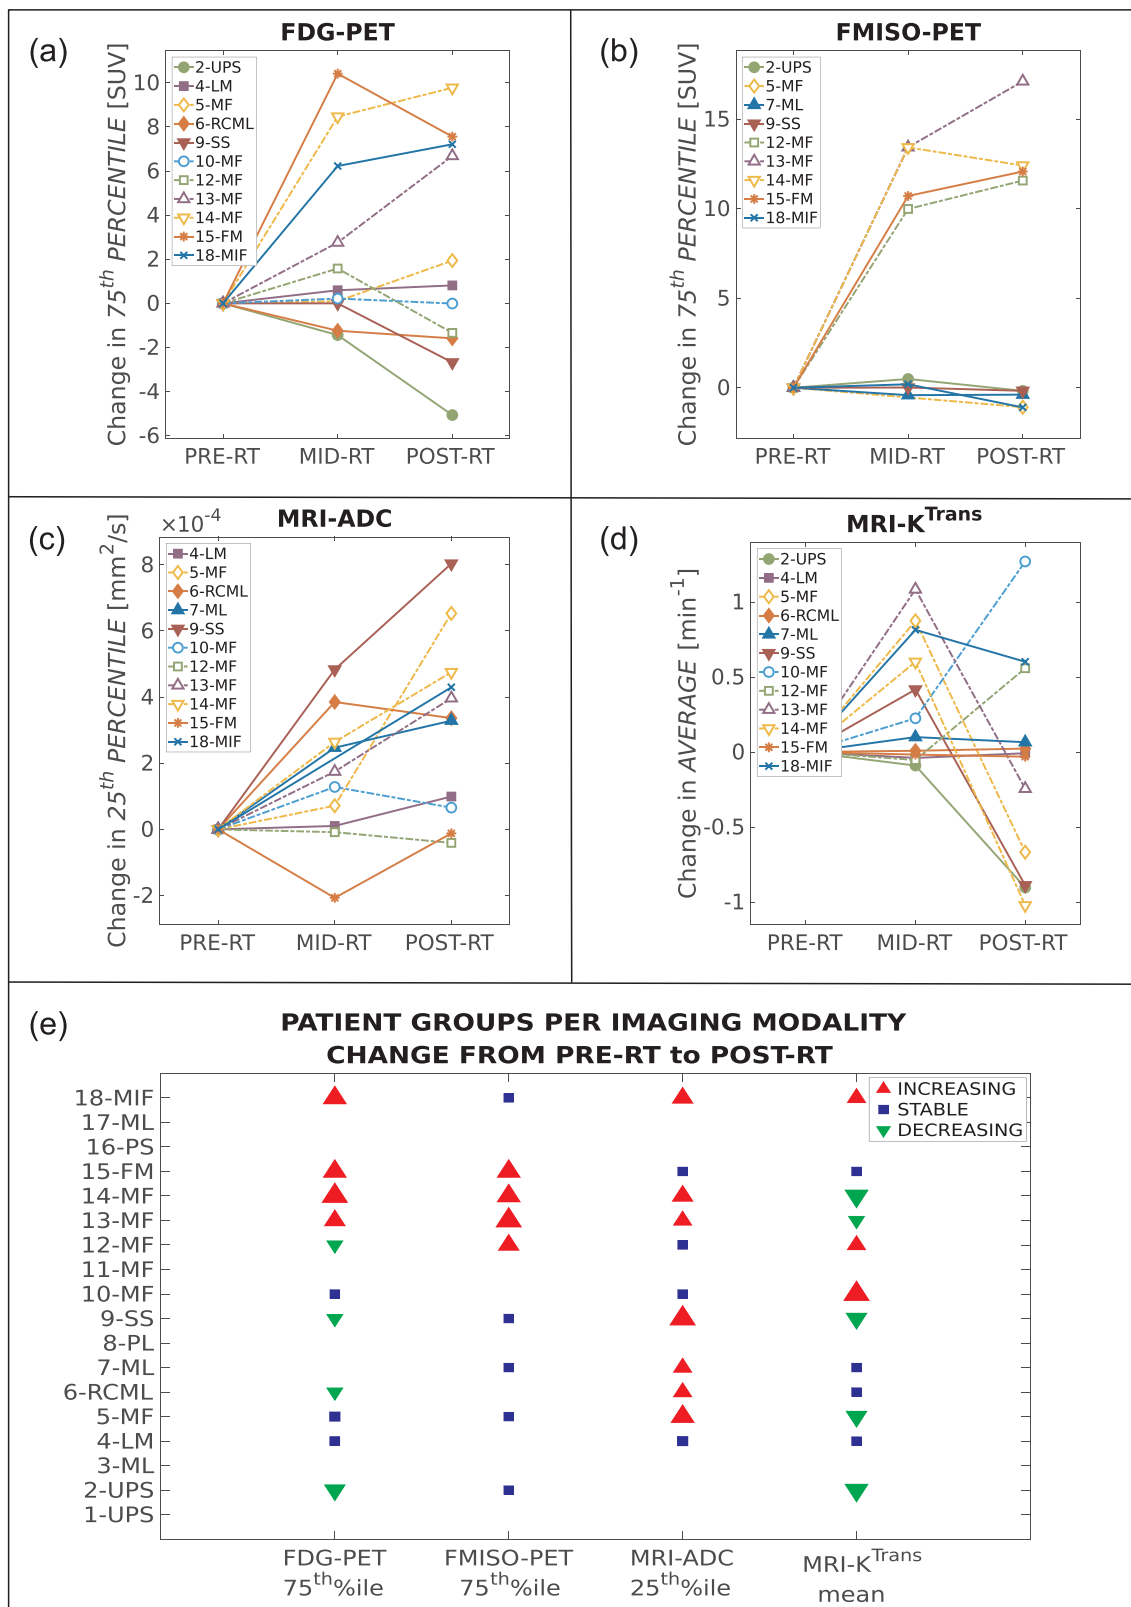 (a)
FDG-PET
Change in 75th PERCENTILE [SUV]
10
8
6
4
2
0
-2
-4
-6
2-UPS
4-LM
5-MF
6-RCML
9-SS
10-MF
12-MF
13-MF
14-MF
15-FM
18-MIF
PRE-RT MID-RT POST-RT
(b)
FMISO-PET
Change in 75th PERCENTILE [SUV]
15
10
5
0
2-UPS
5-MF
7-ML
9-SS
12-MF
13-MF
14-MF
15-FM
18-MIF
PRE-RT MID-RT POST-RT
(c)
×10-4
MRI-ADC
Change in 25th PERCENTILE [mm2/s]
8
6
4
2
0
-2
4-LM
5-MF
6-RCML
7-ML
9-SS
10-MF
12-MF
13-MF
14-MF
15-FM
18-MIF
PRE-RT MID-RT POST-RT
(d)
MRI-KTrans
Change in AVERAGE [min-1]
1
0.5
0
-0.5
-1
2-UPS
4-LM
5-MF
6-RCML
7-ML
9-SS
10-MF
12-MF
13-MF
14-MF
15-FM
18-MIF
PRE-RT MID-RT POST-RT
(e)
PATIENT GROUPS PER IMAGING MODALITY
CHANGE FROM PRE-RT to POST-RT
INCREASING
STABLE
DECREASING
18-MIF
17-ML
16-PS
15-FM
14-MF
13-MF
12-MF
11-MF
10-MF
9-SS
8-PL
7-ML
6-RCML
5-MF
4-LM
3-ML
2-UPS
1-UPS
FDG-PET FMISO-PET MRI-ADC MRI-KTrans
75th%ile 75th%ile 25th%ile mean